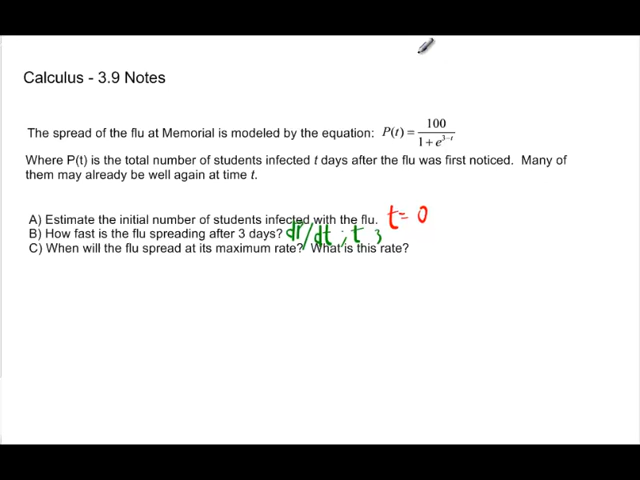 Calculus - 3.9 Notes
The spread of the flu at Memorial is modeled by the equation: P(t) = 100 / (1 + e^(3-t))
Where P(t) is the total number of students infected t days after the flu was first noticed. Many of
them may already be well again at time t.
A) Estimate the initial number of students infected with the flu. t = 0
B) How fast is the flu spreading after 3 days? dP/dt ; t 3
C) When will the flu spread at its maximum rate? What is this rate?